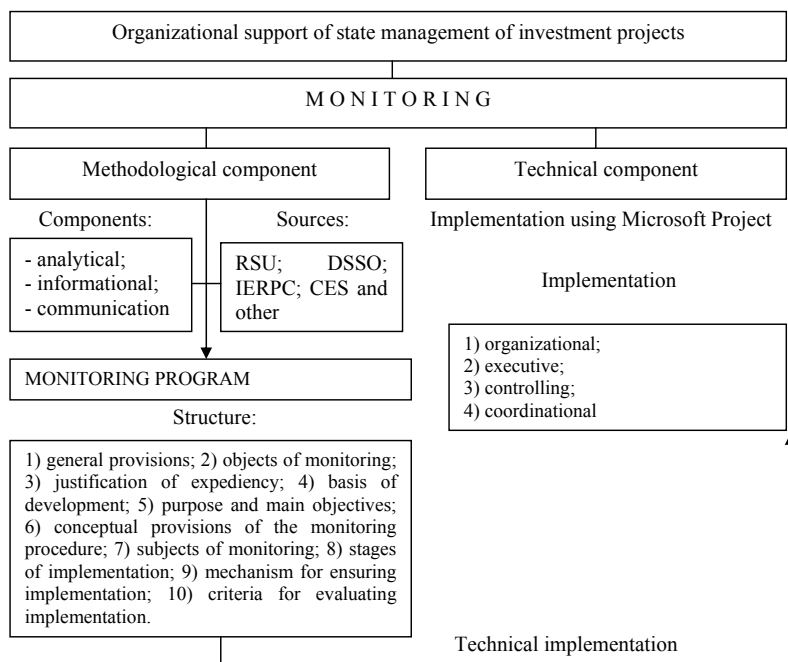 Organizational support of state management of investment projects
M O N I T O R I N G
Methodological component
Technical component
Components:
Sources:
Implementation using Microsoft Project
- analytical;
- informational;
- communication
RSU; DSSO;
IERPC; CES and
other
Implementation
1) organizational;
2) executive;
3) controlling;
4) coordinational
MONITORING PROGRAM
Structure:
1) general provisions; 2) objects of monitoring;
3) justification of expediency; 4) basis of
development; 5) purpose and main objectives;
6) conceptual provisions of the monitoring
procedure; 7) subjects of monitoring; 8) stages
of implementation; 9) mechanism for ensuring
implementation; 10) criteria for evaluating
implementation.
Technical implementation